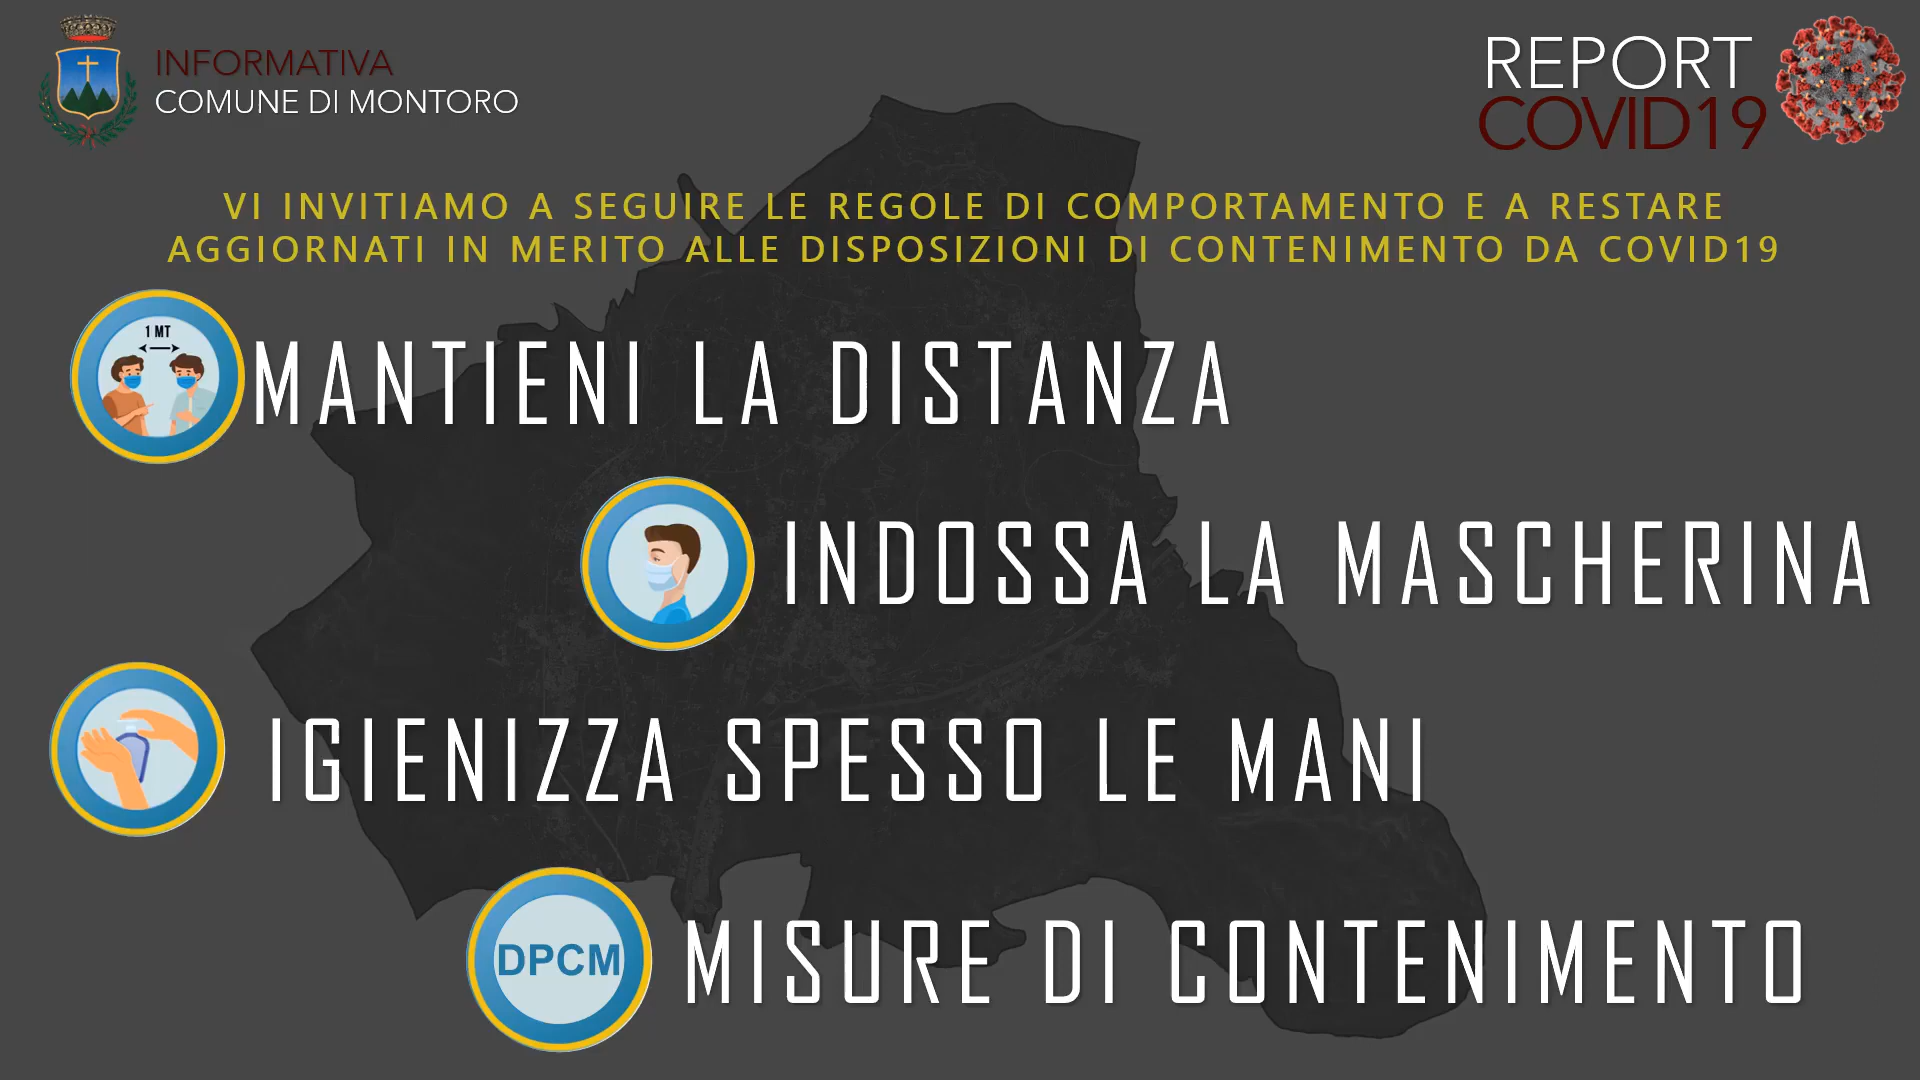 INFORMATIVA
COMUNE DI MONTORO
REPORT
COVID19
VI INVITIAMO A SEGUIRE LE REGOLE DI COMPORTAMENTO E A RESTARE
AGGIORNATI IN MERITO ALLE DISPOSIZIONI DI CONTENIMENTO DA COVID19
1 MT
MANTIENI LA DISTANZA
INDOSSA LA MASCHERINA
IGIENIZZA SPESSO LE MANI
DPCM
MISURE DI CONTENIMENTO